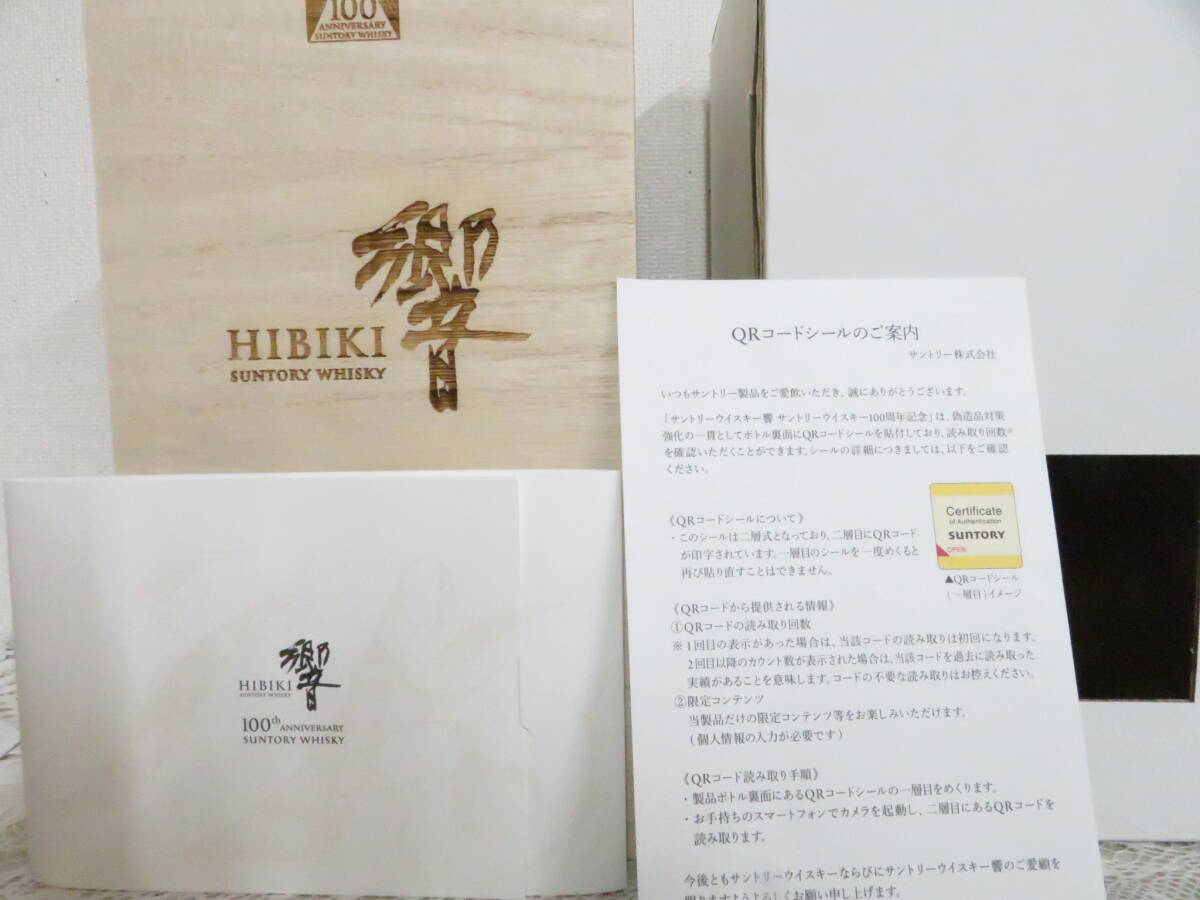 100
ANNIVERSARY
SUNTORY WHISKY
響
HIBIKI
SUNTORY WHISKY
響
HIBIKI
SUNTORY WHISKY
100th ANNIVERSARY
SUNTORY WHISKY
QRコードシールのご案内
サントリー株式会社
いつもサントリー製品をご愛飲いただき、誠にありがとうございます。
「サントリーウイスキー響 サントリーウイスキー100周年記念」は、偽造品対策
強化の一貫としてボトル裏面にQRコードシールを貼付しており、読み取り回数※
を確認いただくことができます。シールの詳細につきましては、以下をご確認
ください。
《QRコードシールについて》
・このシールは二層式となっており、二層目にQRコード
が印字されています。一層目のシールを一度めくると
再び貼り直すことはできません。
Certificate
of Authentication
SUNTORY
OPEN
▲QRコードシール
(一層目)イメージ
《QRコードから提供される情報》
①QRコードの読み取り回数
※1回目の表示があった場合は、当該コードの読み取りは初回になります。
2回目以降のカウント数が表示された場合は、当該コードを過去に読み取った
実績があることを意味します。コードの不要な読み取りはお控えください。
②限定コンテンツ
当製品だけの限定コンテンツ等をお楽しみいただけます。
(個人情報の入力が必要です)
《QRコード読み取り手順》
・製品ボトル裏面にあるQRコードシールの一層目をめくります。
・お手持ちのスマートフォンでカメラを起動し、二層目にあるQRコードを
読み取ります。
今後ともサントリーウイスキーならびにサントリーウイスキー響のご愛顧を
賜りますようよろしくお願い申し上げます。